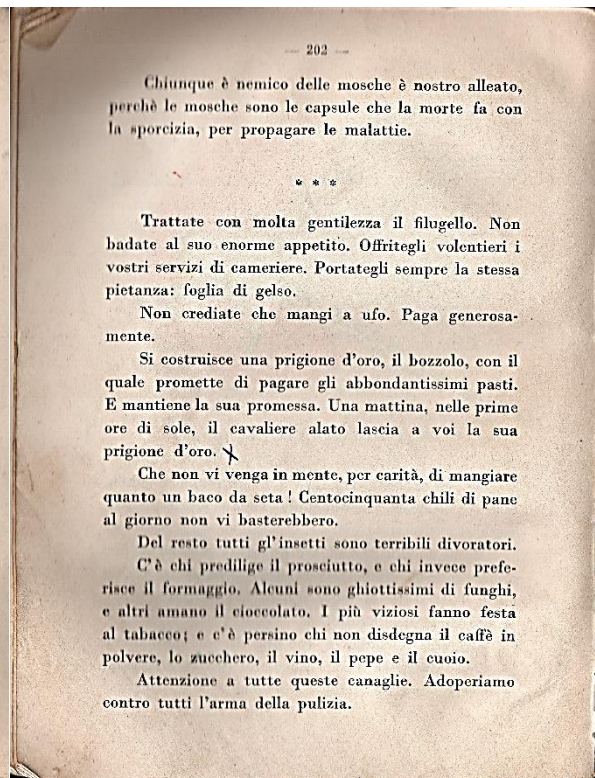 — 202 —
Chiunque è nemico delle mosche è nostro alleato,
perchè le mosche sono le capsule che la morte fa con
la sporcizia, per propagare le malattie.
* * *
Trattate con molta gentilezza il filugello. Non
badate al suo enorme appetito. Offritegli volentieri i
vostri servizi di cameriere. Portategli sempre la stessa
pietanza: foglia di gelso.
Non crediate che mangi a ufo. Paga generosa-
mente.
Si costruisce una prigione d'oro, il bozzolo, con il
quale promette di pagare gli abbondantissimi pasti.
E mantiene la sua promessa. Una mattina, nelle prime
ore di sole, il cavaliere alato lascia a voi la sua
prigione d'oro.
Che non vi venga in mente, per carità, di mangiare
quanto un baco da seta! Centocinquanta chili di pane
al giorno non vi basterebbero.
Del resto tutti gl'insetti sono terribili divoratori.
C'è chi predilige il prosciutto, e chi invece prefe-
risce il formaggio. Alcuni sono ghiottissimi di funghi,
e altri amano il cioccolato. I più viziosi fanno festa
al tabacco; e c'è persino chi non disdegna il caffè in
polvere, lo zucchero, il vino, il pepe e il cuoio.
Attenzione a tutte queste canaglie. Adoperiamo
contro tutti l'arma della pulizia.